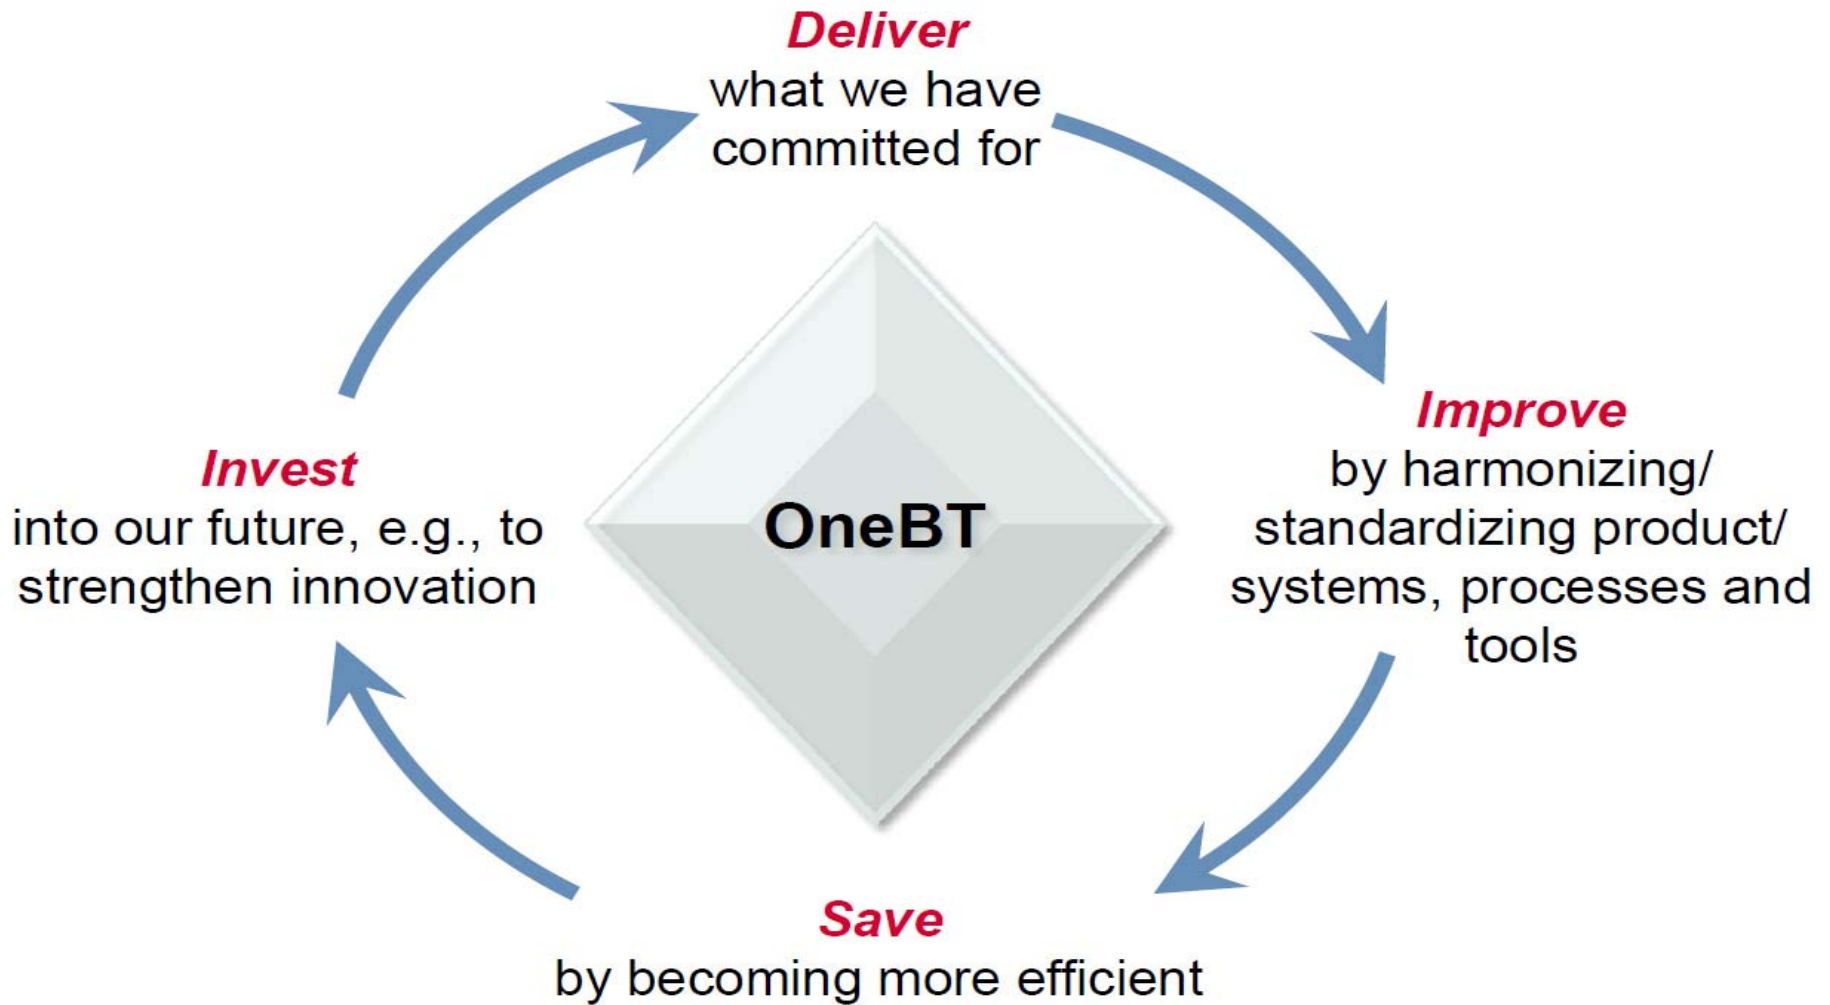 Deliver
what we have
committed for
Improve
by harmonizing/
standardizing product/
systems, processes and
tools
Save
by becoming more efficient
Invest
into our future, e.g., to
strengthen innovation
OneBT